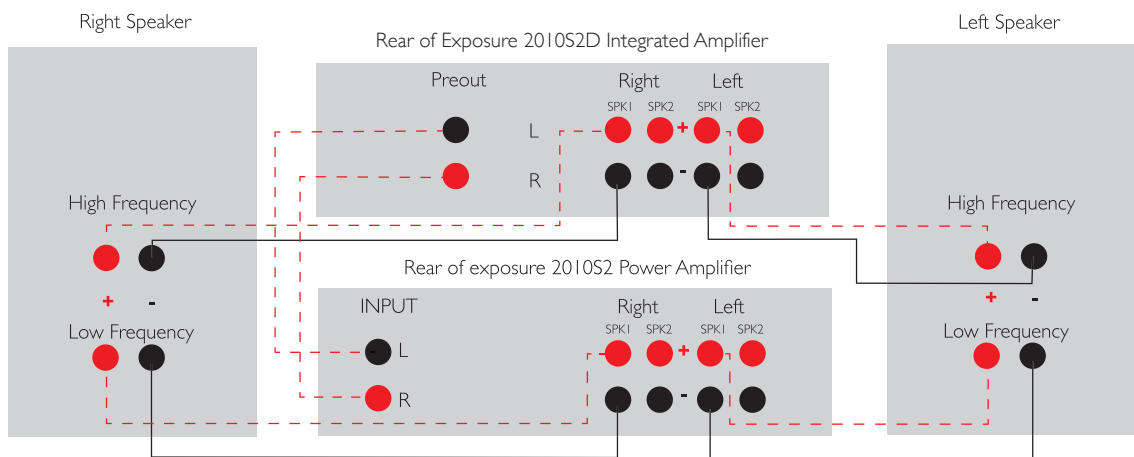 Right Speaker
Left Speaker
Rear of Exposure 2010S2D Integrated Amplifier
Preout
Right
Left
SPK1 SPK2 SPK1 SPK2
L
+
R
-
High Frequency
High Frequency
+ -
+ -
Low Frequency
Low Frequency
Rear of exposure 2010S2 Power Amplifier
INPUT
Right
Left
SPK1 SPK2 SPK1 SPK2
L
+
R
-